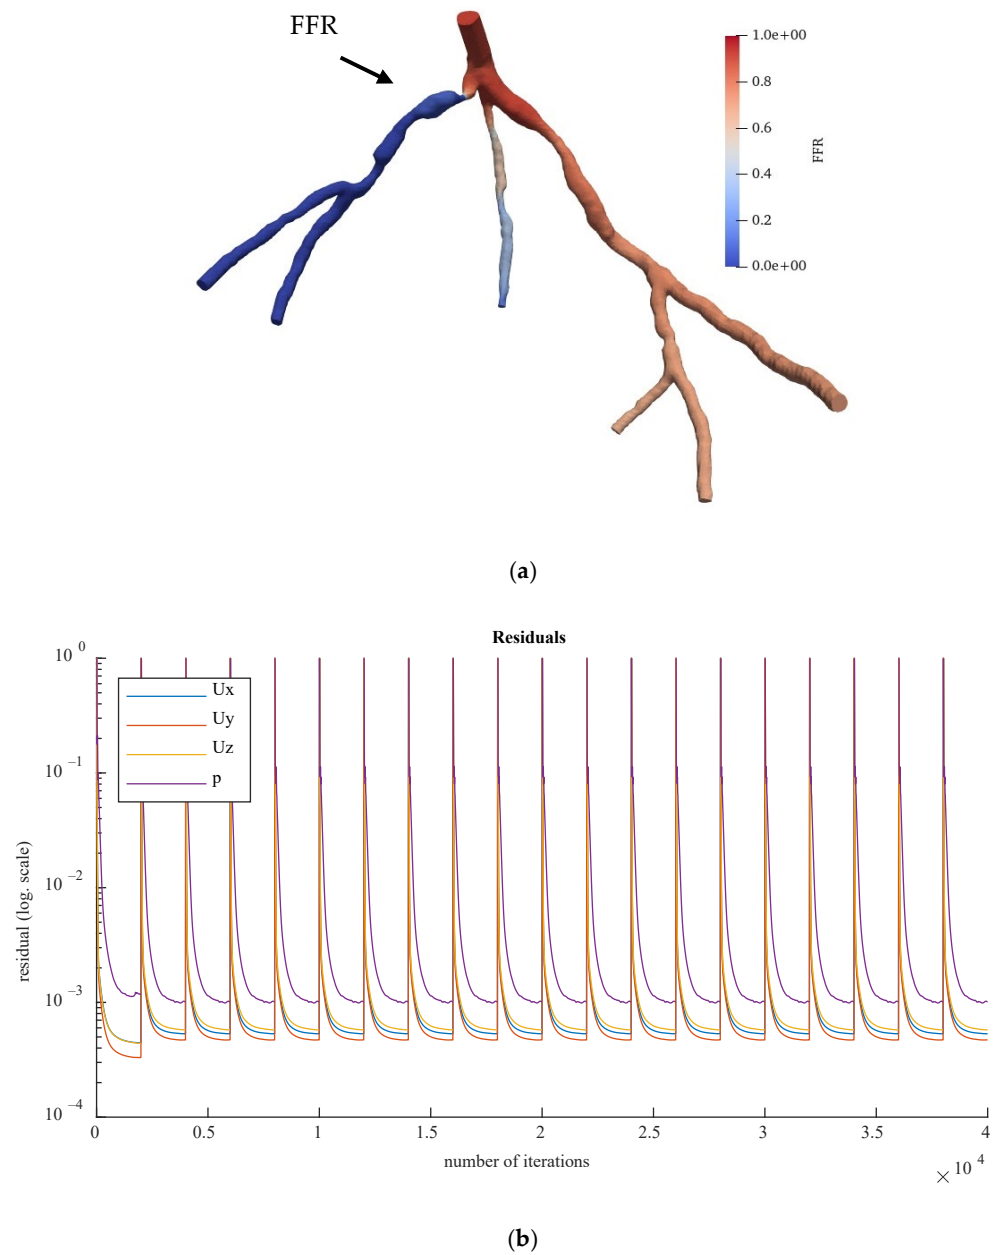 FFR
1.0e+00
0.8
0.6
0.4
0.2
0.0e+00
FFR
(a)
Residuals
10 0
10 −1
10 −2
10 −3
10 −4
residual (log. scale)
Ux
Uy
Uz
p
0 0.5 1 1.5 2 2.5 3 3.5 4
number of iterations
× 10 4
(b)